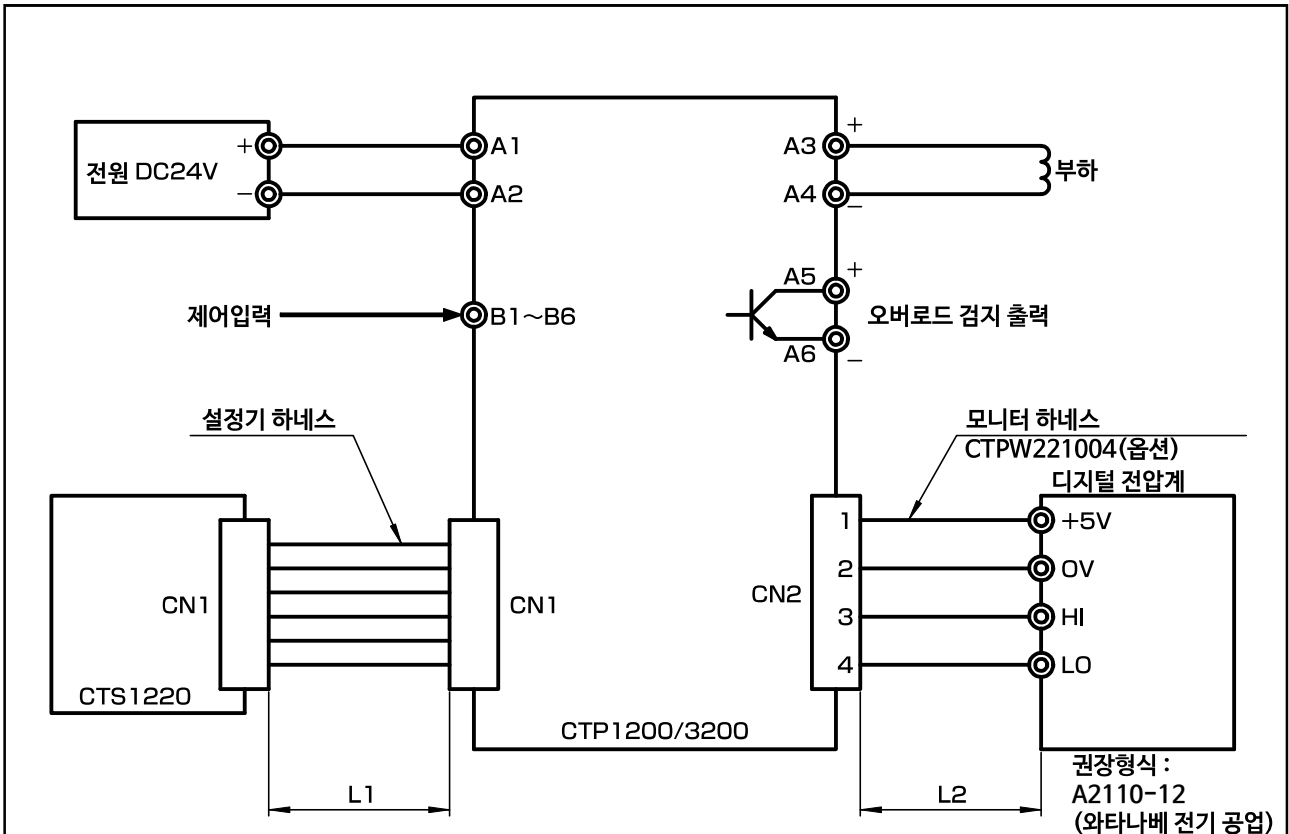 전원 DC24V
+
−
A1
A2
A3
+
A4
−
부하
제어입력
B1~B6
A5
+
A6
−
오버로드 검지 출력
설정기 하네스
모니터 하네스
CTPW221004(옵션)
디지털 전압계
CN1
CTS1220
CN1
CTP1200/3200
CN2
1
2
3
4
+5V
0V
HI
LO
L1
L2
권장형식 :
A2110-12
(와타나베 전기 공업)